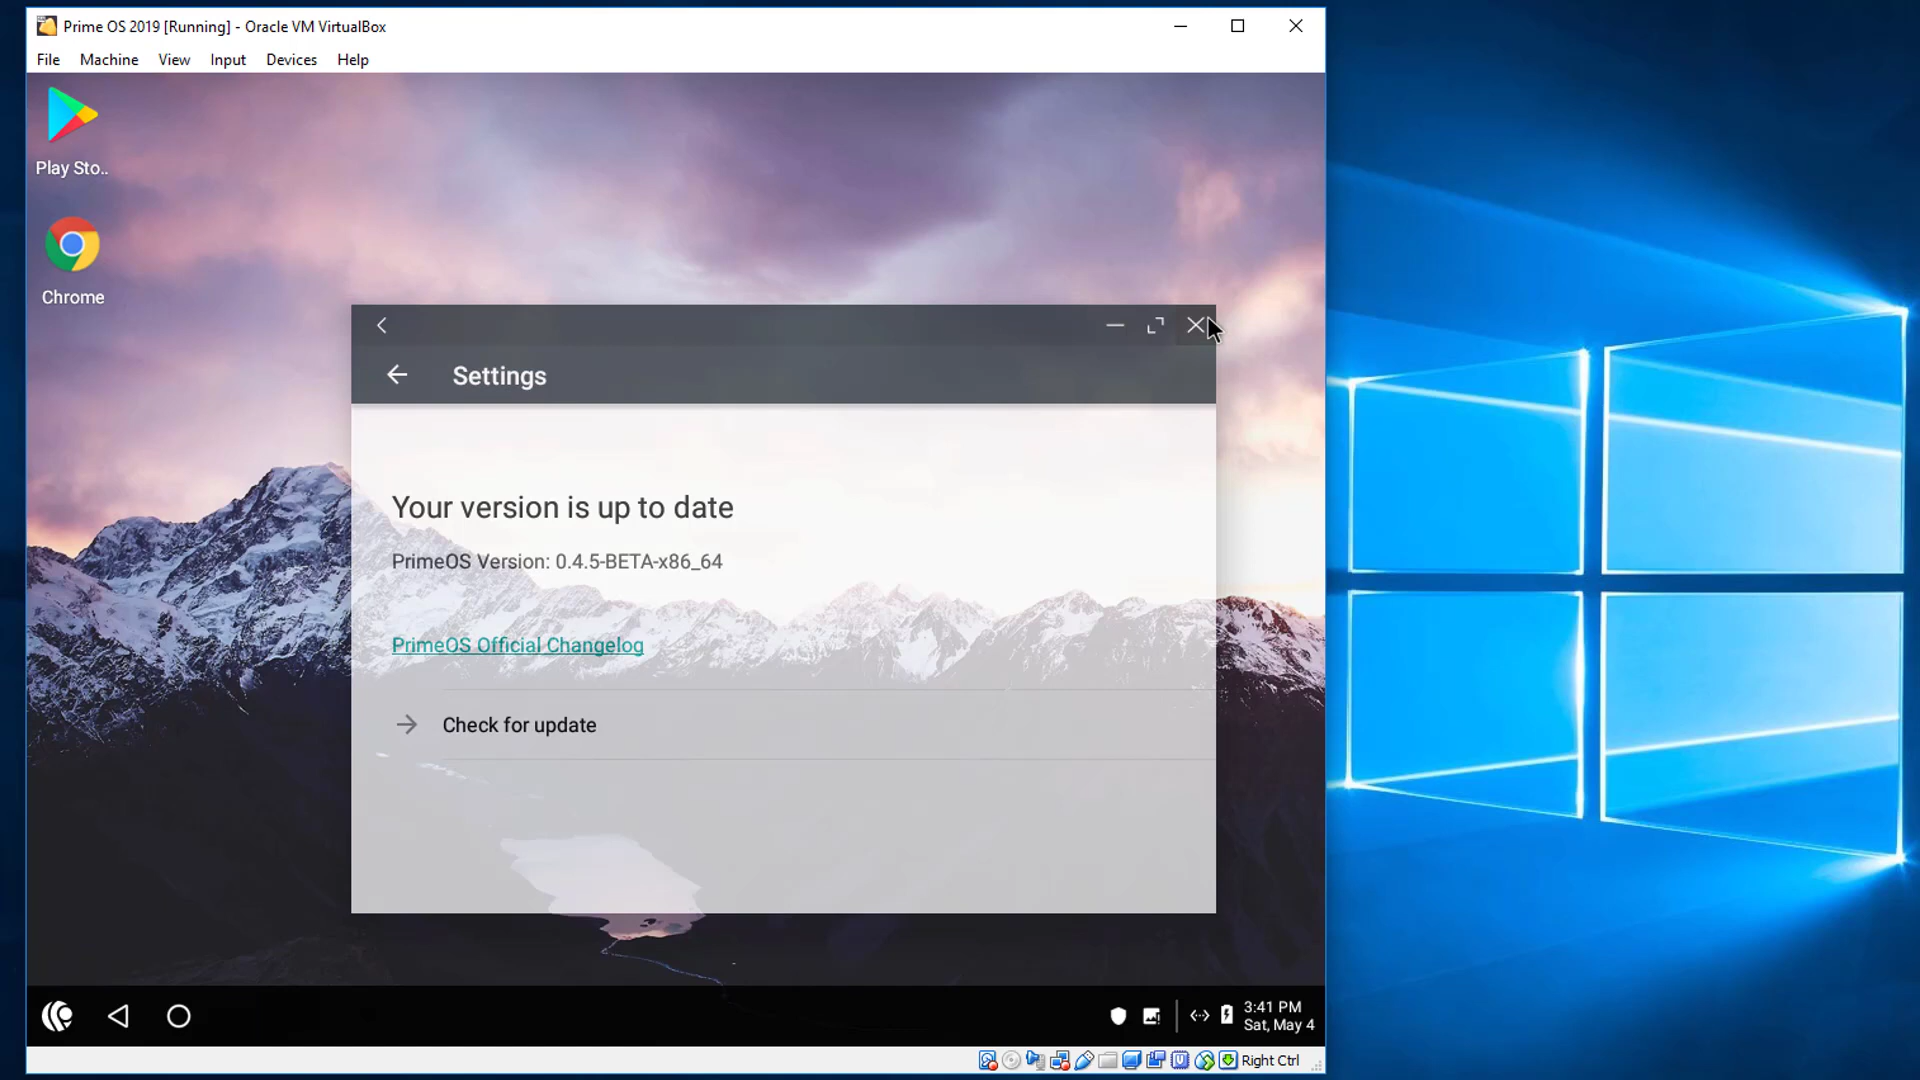 Prime OS 2019 [Running] - Oracle VM VirtualBox
File Machine View Input Devices Help
Play Sto..
Chrome
Settings
Your version is up to date
PrimeOS Version: 0.4.5-BETA-x86_64
PrimeOS Official Changelog
Check for update
3:41 PM
Sat, May 4
Right Ctrl